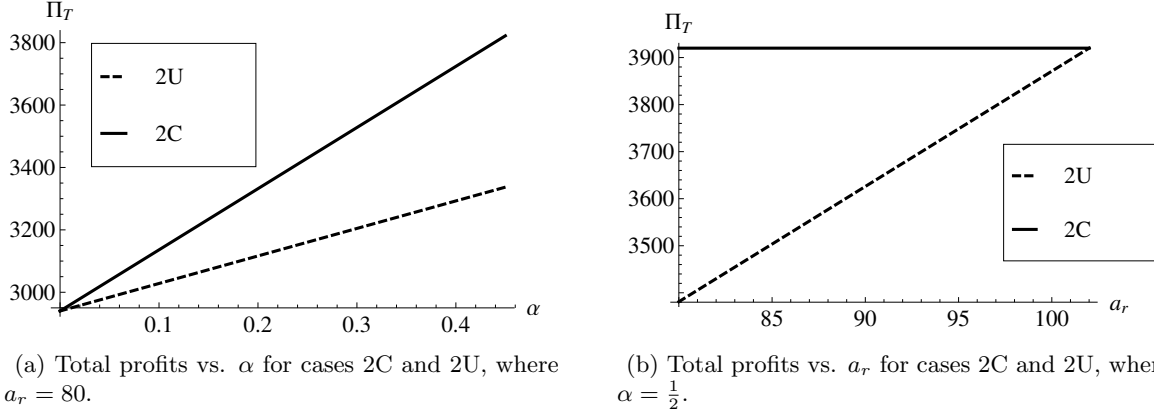 Π_T
3800
3600
3400
3200
3000
0.1 0.2 0.3 0.4 α
2U
2C
(a) Total profits vs. α for cases 2C and 2U, where
a_r = 80.
Π_T
3900
3800
3700
3600
3500
85 90 95 100 a_r
2U
2C
(b) Total profits vs. a_r for cases 2C and 2U, wher
α = 1/2.